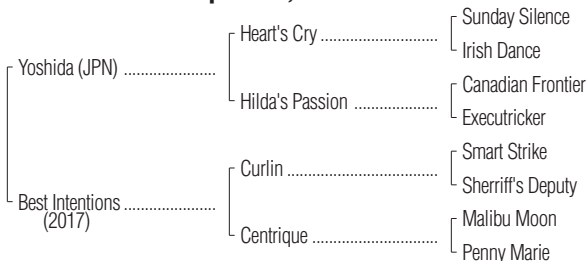 Sunday Silence
Heart's Cry ..............................
Irish Dance
Yoshida (JPN) .......................
Canadian Frontier
Hilda's Passion .....................
Executricker
Smart Strike
Curlin ......................................
Sherriff's Deputy
Best Intentions .......................
(2017)
Malibu Moon
Centrique ................................
Penny Marie